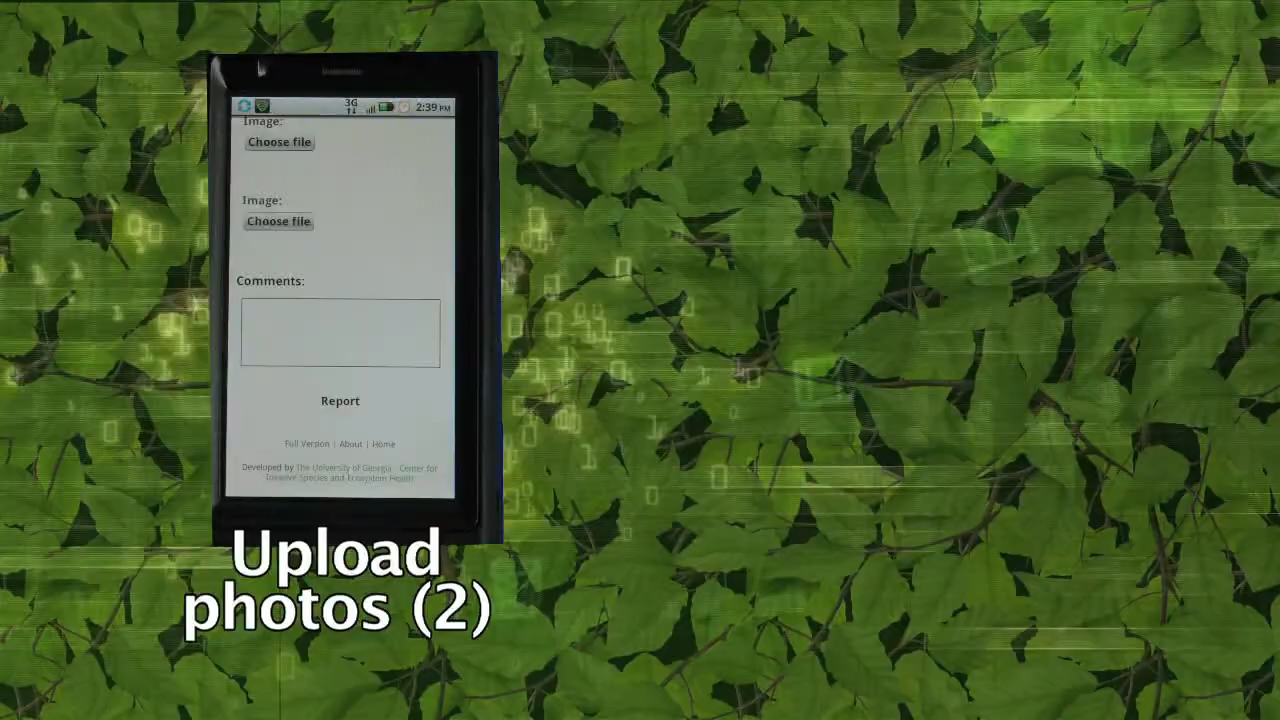 3G
2:39 PM
Image:
Choose file
Image:
Choose file
Comments:
Report
Full Version | About | Home
Developed by The University of Georgia - Center for
Invasive Species and Ecosystem Health
Upload
photos (2)